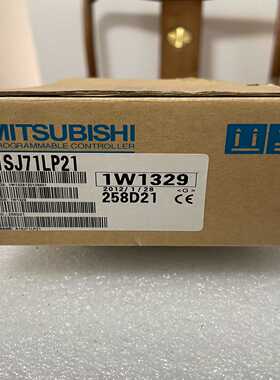 MITSUBISHI
PROGRAMMABLE CONTROLLER
SJ71LP21
1W1329
2012/1/28 <G>
258D21 CE